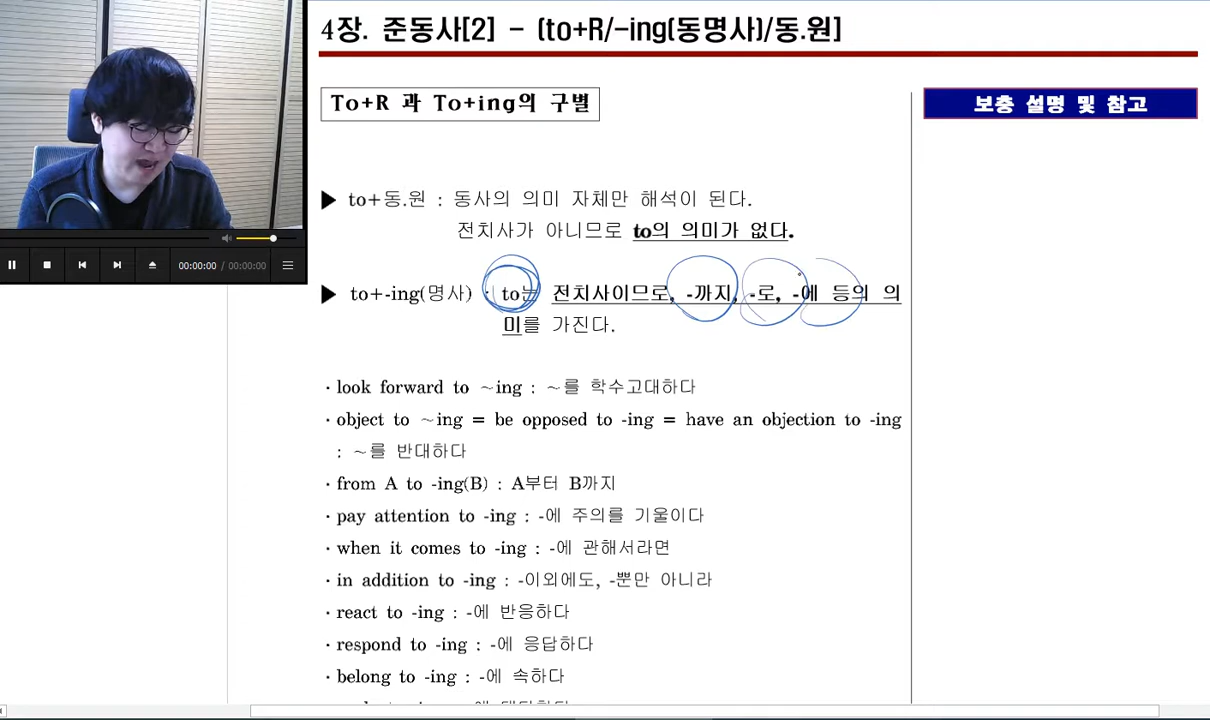 4장. 준동사[2] - (to+R/-ing(동명사)/동.원]
To+R 과 To+ing의 구별
보충 설명 및 참고
▶ to+동.원 : 동사의 의미 자체만 해석이 된다.
전치사가 아니므로 to의 의미가 없다.
▶ to+-ing(명사) : to는 전치사이므로, -까지, -로, -에 등의 의
미를 가진다.
· look forward to ~ing : ~를 학수고대하다
· object to ~ing = be opposed to -ing = have an objection to -ing
: ~를 반대하다
· from A to -ing(B) : A부터 B까지
· pay attention to -ing : -에 주의를 기울이다
· when it comes to -ing : -에 관해서라면
· in addition to -ing : -이외에도, -뿐만 아니라
· react to -ing : -에 반응하다
· respond to -ing : -에 응답하다
· belong to -ing : -에 속하다
00:00:00 / 00:00:00